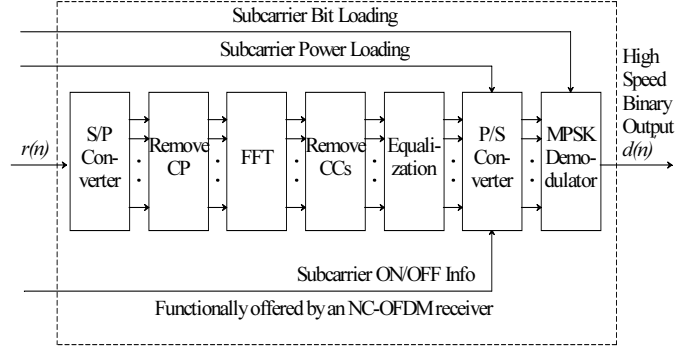 Subcarrier Bit Loading
Subcarrier Power Loading
High
Speed
Binary
Output
d(n)
r(n)
S/P
Con-
verter
Remove
CP
FFT
Remove
CCs
Equali-
zation
P/S
Con-
verter
MPSK
Demo-
dulator
Subcarrier ON/OFF Info
Functionally offered by an NC-OFDM receiver